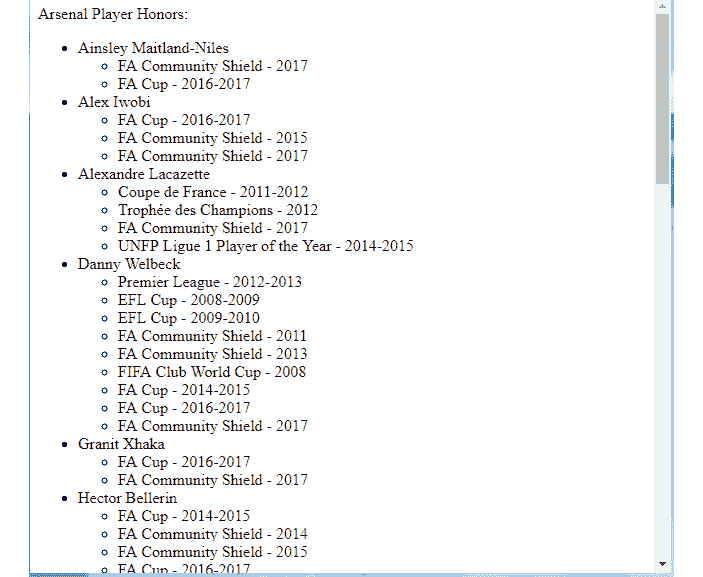 Arsenal Player Honors:
Ainsley Maitland-Niles
FA Community Shield - 2017
FA Cup - 2016-2017
Alex Iwobi
FA Cup - 2016-2017
FA Community Shield - 2015
FA Community Shield - 2017
Alexandre Lacazette
Coupe de France - 2011-2012
Trophée des Champions - 2012
FA Community Shield - 2017
UNFP Ligue 1 Player of the Year - 2014-2015
Danny Welbeck
Premier League - 2012-2013
EFL Cup - 2008-2009
EFL Cup - 2009-2010
FA Community Shield - 2011
FA Community Shield - 2013
FIFA Club World Cup - 2008
FA Cup - 2014-2015
FA Cup - 2016-2017
FA Community Shield - 2017
Granit Xhaka
FA Cup - 2016-2017
FA Community Shield - 2017
Hector Bellerin
FA Cup - 2014-2015
FA Community Shield - 2014
FA Community Shield - 2015
FA Cup - 2016-2017